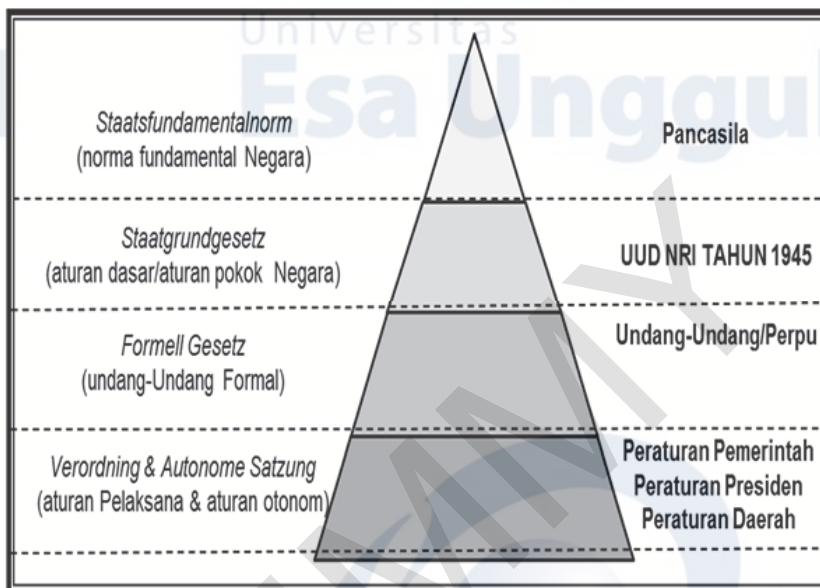 Universitas
Esa Unggul
Staatsfundamentalnorm
(norma fundamental Negara)
Pancasila
Staatgrundgesetz
(aturan dasar/aturan pokok Negara)
UUD NRI TAHUN 1945
Formell Gesetz
(undang-Undang Formal)
Undang-Undang/Perpu
Verordning & Autonome Satzung
(aturan Pelaksana & aturan otonom)
Peraturan Pemerintah
Peraturan Presiden
Peraturan Daerah